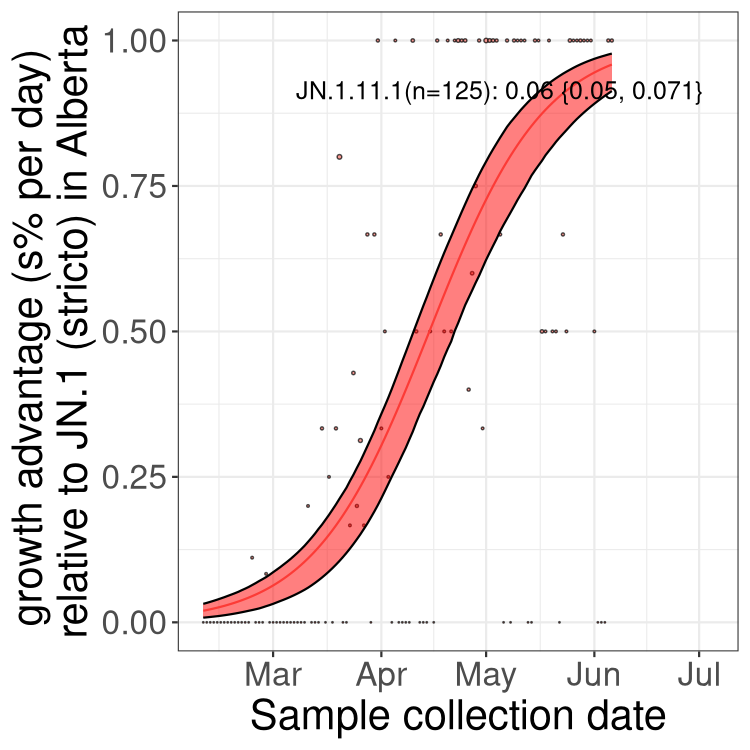 growth advantage (s% per day)
relative to JN.1 (stricto) in Alberta
1.00
0.75
0.50
0.25
0.00
JN.1.11.1(n=125): 0.06 {0.05, 0.071}
Mar Apr May Jun Jul
Sample collection date